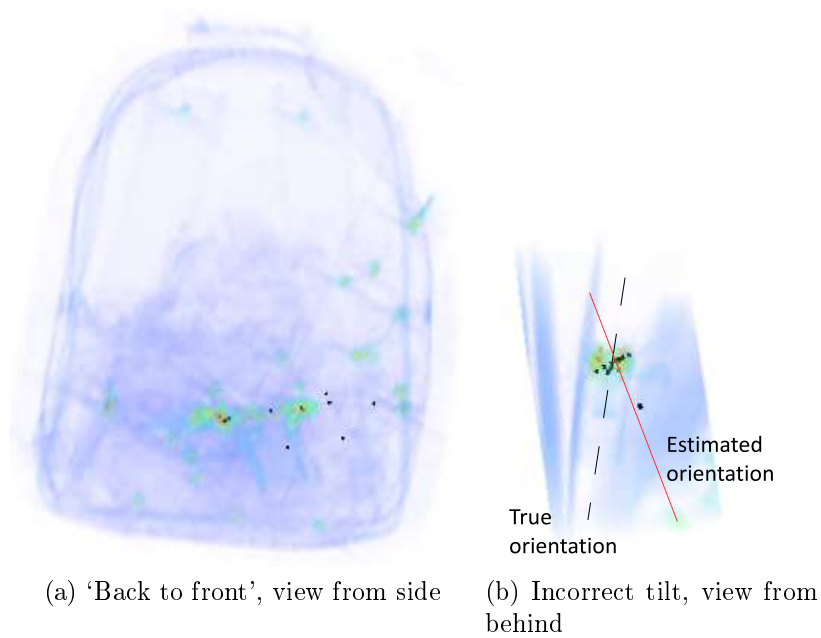 Estimated
orientation
True
orientation
(a) ‘Back to front’, view from side
(b) Incorrect tilt, view from
behind